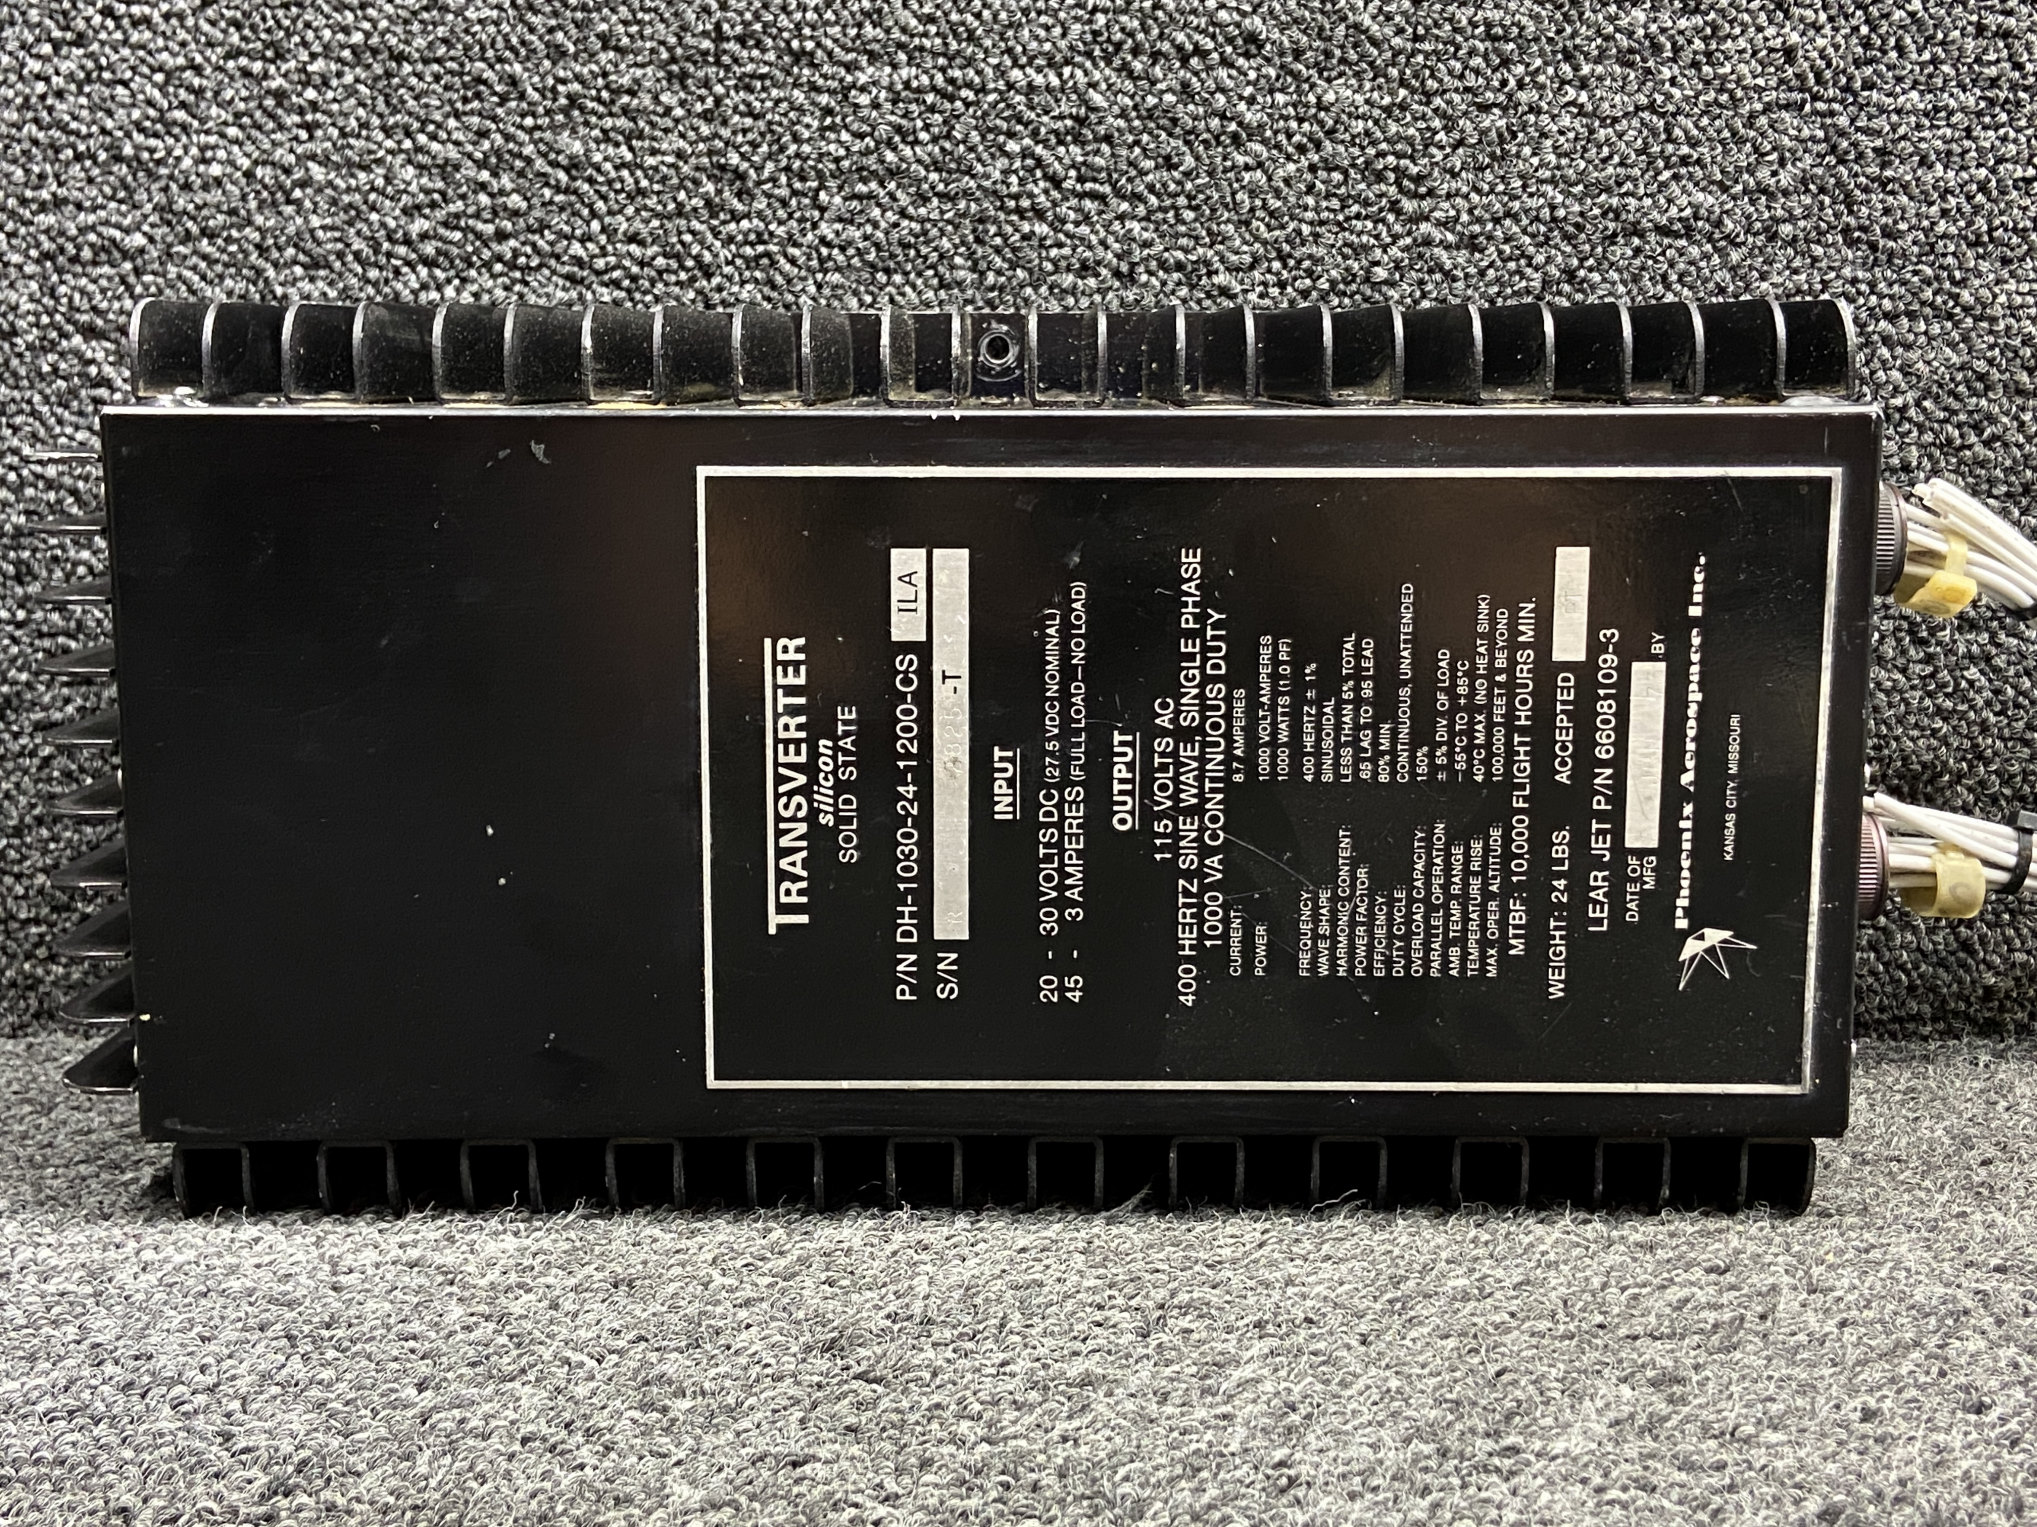 TRANSVERTER
silicon
SOLID STATE
P/N DH-1030-24-1200-CS ILA
S/N
INPUT
20 - 30 VOLTS DC (27.5 VDC NOMINAL)
45 - 3 AMPERES (FULL LOAD—NO LOAD)
OUTPUT
115 VOLTS AC
400 HERTZ SINE WAVE, SINGLE PHASE
1000 VA CONTINUOUS DUTY
CURRENT: 8.7 AMPERES
POWER: 1000 VOLT-AMPERES
1000 WATTS (1.0 PF)
FREQUENCY: 400 HERTZ ± 1%
WAVE SHAPE: SINUSOIDAL
HARMONIC CONTENT: LESS THAN 5% TOTAL
POWER FACTOR: .65 LAG TO .95 LEAD
EFFICIENCY: 80% MIN.
DUTY CYCLE: CONTINUOUS, UNATTENDED
OVERLOAD CAPACITY: 150%
PARALLEL OPERATION: ± 5% DIV. OF LOAD
AMB. TEMP. RANGE: -55°C TO +85°C
TEMPERATURE RISE: 40°C MAX. (NO HEAT SINK)
MAX. OPER. ALTITUDE: 100,000 FEET & BEYOND
MTBF: 10,000 FLIGHT HOURS MIN.
WEIGHT: 24 LBS. ACCEPTED
LEAR JET P/N 6608109-3
DATE OF
MFG BY
Phoenix Aerospace Inc.
KANSAS CITY, MISSOURI